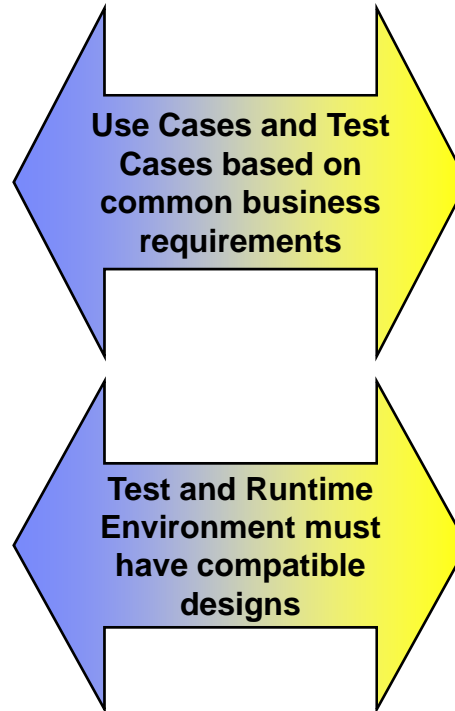 Use Cases and Test
Cases based on
common business
requirements
Test and Runtime
Environment must
have compatible
designs